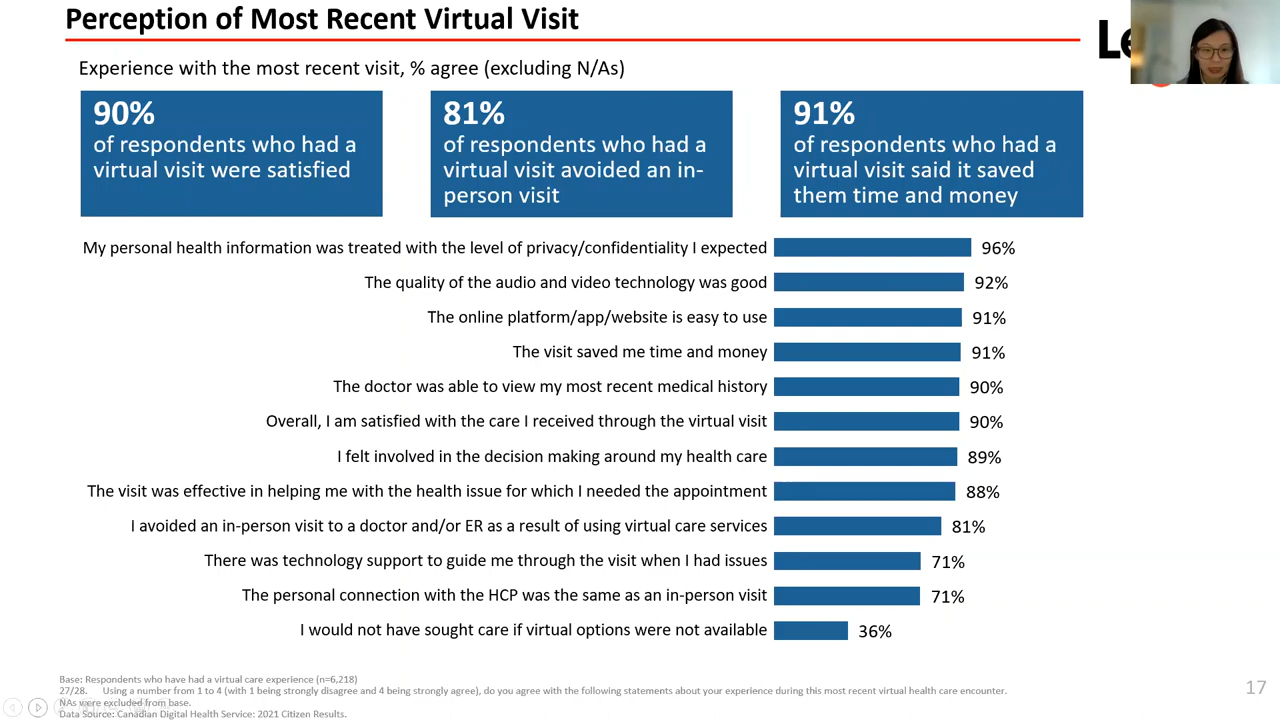 Perception of Most Recent Virtual Visit
Experience with the most recent visit, % agree (excluding N/As)
90%
of respondents who had a
virtual visit were satisfied
81%
of respondents who had a
virtual visit avoided an in-
person visit
91%
of respondents who had a
virtual visit said it saved
them time and money
My personal health information was treated with the level of privacy/confidentiality I expected 96%
The quality of the audio and video technology was good 92%
The online platform/app/website is easy to use 91%
The visit saved me time and money 91%
The doctor was able to view my most recent medical history 90%
Overall, I am satisfied with the care I received through the virtual visit 90%
I felt involved in the decision making around my health care 89%
The visit was effective in helping me with the health issue for which I needed the appointment 88%
I avoided an in-person visit to a doctor and/or ER as a result of using virtual care services 81%
There was technology support to guide me through the visit when I had issues 71%
The personal connection with the HCP was the same as an in-person visit 71%
I would not have sought care if virtual options were not available 36%
Base: Respondents who have had a virtual care experience (n=6,218)
27/28. Using a number from 1 to 4 (with 1 being strongly disagree and 4 being strongly agree), do you agree with the following statements about your experience during this most recent virtual health care encounter.
NAs were excluded from base.
Data Source: Canadian Digital Health Service: 2021 Citizen Results.
17